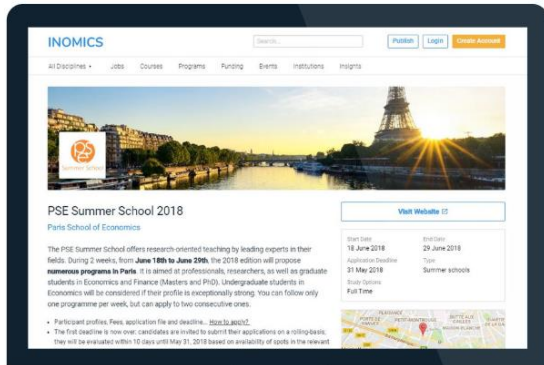 INOMICS
Search...
Publish
Login
Create Account
All Disciplines
Jobs
Courses
Programs
Funding
Events
Institutions
Insights
PSE
Summer School
PSE Summer School 2018
Paris School of Economics
The PSE Summer School offers research-oriented teaching by leading experts in their
fields. During 2 weeks, from June 18th to June 29th, the 2018 edition will propose
numerous programs in Paris. It is aimed at professionals, researchers, as well as graduate
students in Economics and Finance (Masters and PhD). Undergraduate students in
Economics will be considered if their profile is exceptionally strong. You can follow only
one programme per week, but can apply to two consecutive ones.
• Participant profiles, Fees, application file and deadline... How to apply?
• The first deadline is now over, candidates are invited to submit their applications on a rolling-basis,
they will be evaluated within 10 days until May 31, 2018 based on availability of spots in the relevant
Visit Website
Start Date
18 June 2018
End Date
29 June 2018
Application Deadline
31 May 2018
Type
Summer schools
Study Options
Full Time
PLAISANCE
PETIT-MONTROUGE